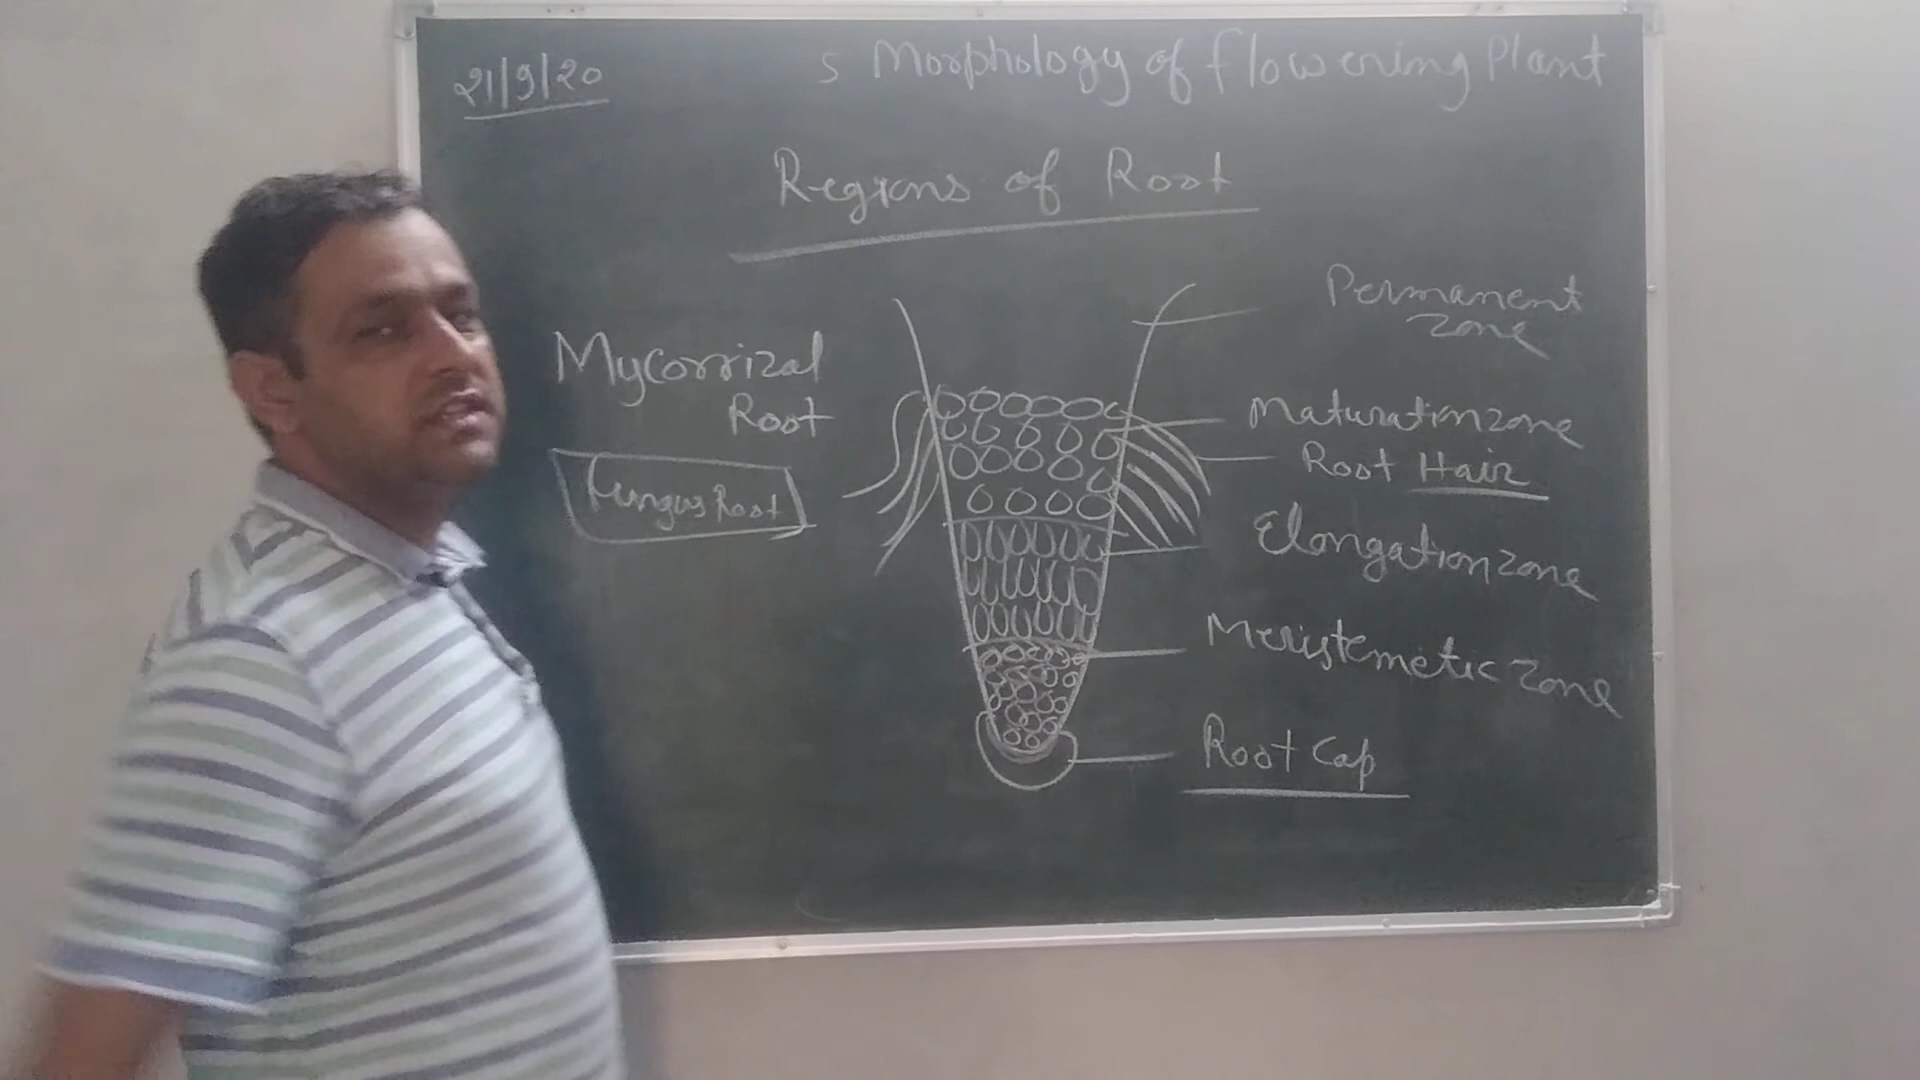 21/9/20
5 Morphology of flowering Plant
Regions of Root
Permanent
zone
Mycorrizal
Root
Fungus Root
Maturation zone
Root Hair
Elongation zone
Meristemetic zone
Root Cap